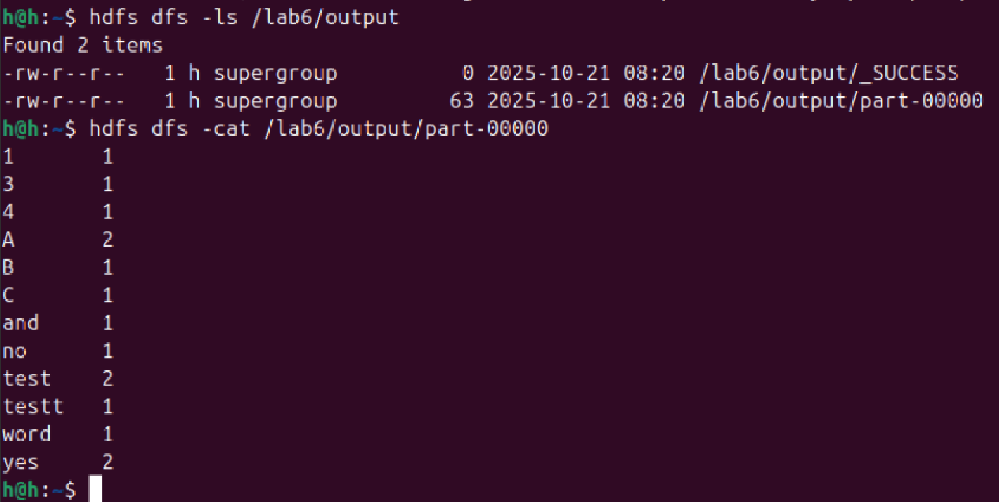 h@h:~$ hdfs dfs -ls /lab6/output
Found 2 items
-rw-r--r--   1 h supergroup          0 2025-10-21 08:20 /lab6/output/_SUCCESS
-rw-r--r--   1 h supergroup         63 2025-10-21 08:20 /lab6/output/part-00000
h@h:~$ hdfs dfs -cat /lab6/output/part-00000
1	1
3	1
4	1
A	2
B	1
C	1
and	1
no	1
test	2
testt	1
word	1
yes	2
h@h:~$